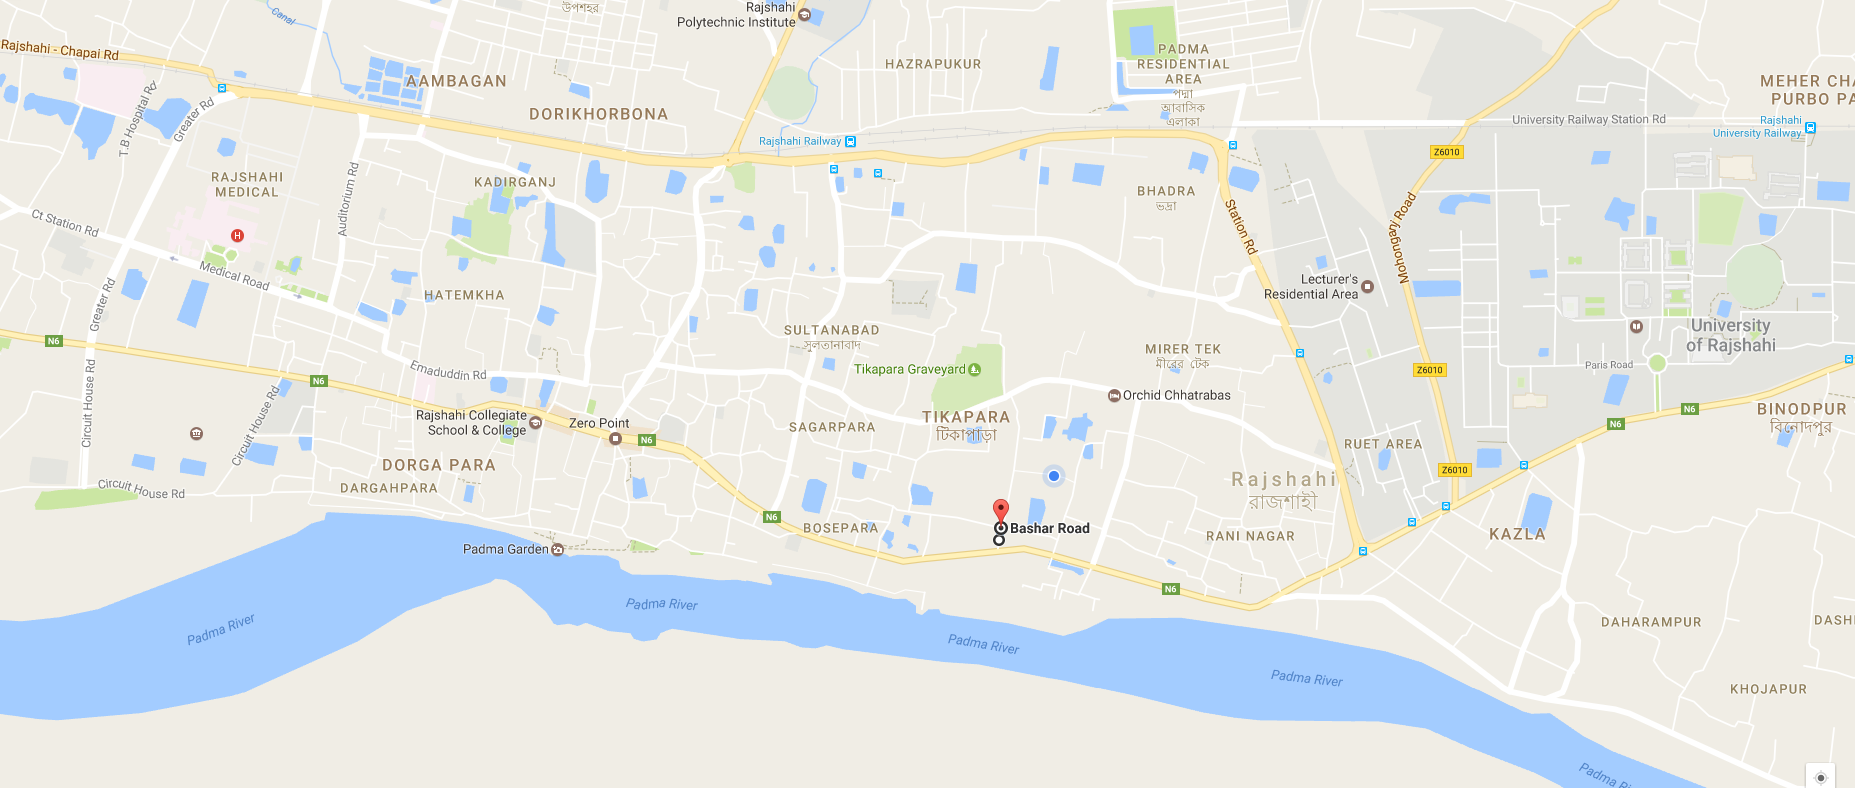 উপশহর
Rajshahi
Polytechnic Institute
Canal
Rajshahi - Chapai Rd
AAMBAGAN
HAZRAPUKUR
PADMA
RESIDENTIAL
AREA
পদ্মা
আবাসিক
এলাকা
MEHER CHA
PURBO PA
T.B.Hospital Rd
Greater Rd
DORIKHORBONA
University Railway Station Rd
Rajshahi
University Railway
Rajshahi Railway
Z6010
RAJSHAHI
MEDICAL
KADIRGANJ
BHADRA
ভদ্রা
Auditorium Rd
Ct Station Rd
H
Station Rd
Mohonganj Road
Medical Road
Greater Rd
HATEMKHA
Lecturer's
Residential Area
University
of Rajshahi
SULTANABAD
সুলতানাবাদ
N6
MIRER TEK
মীরের টেক
Paris Road
Z6010
Emaduddin Rd
Tikapara Graveyard
N6
Circuit House Rd
Circuit House Rd
Orchid Chhatrabas
N6
BINODPUR
বিনোদপুর
Rajshahi Collegiate
School & College
Zero Point
N6
SAGARPARA
TIKAPARA
টিকাপাড়া
N6
RUET AREA
DORGA PARA
DARGAHPARA
Z6010
Rajshahi
রাজশাহী
Circuit House Rd
N6
BOSEPARA
Bashar Road
RANI NAGAR
KAZLA
Padma Garden
N6
Padma River
Padma River
Padma River
Padma River
DAHARAMPUR
DASH
KHOJAPUR
Padma Ri